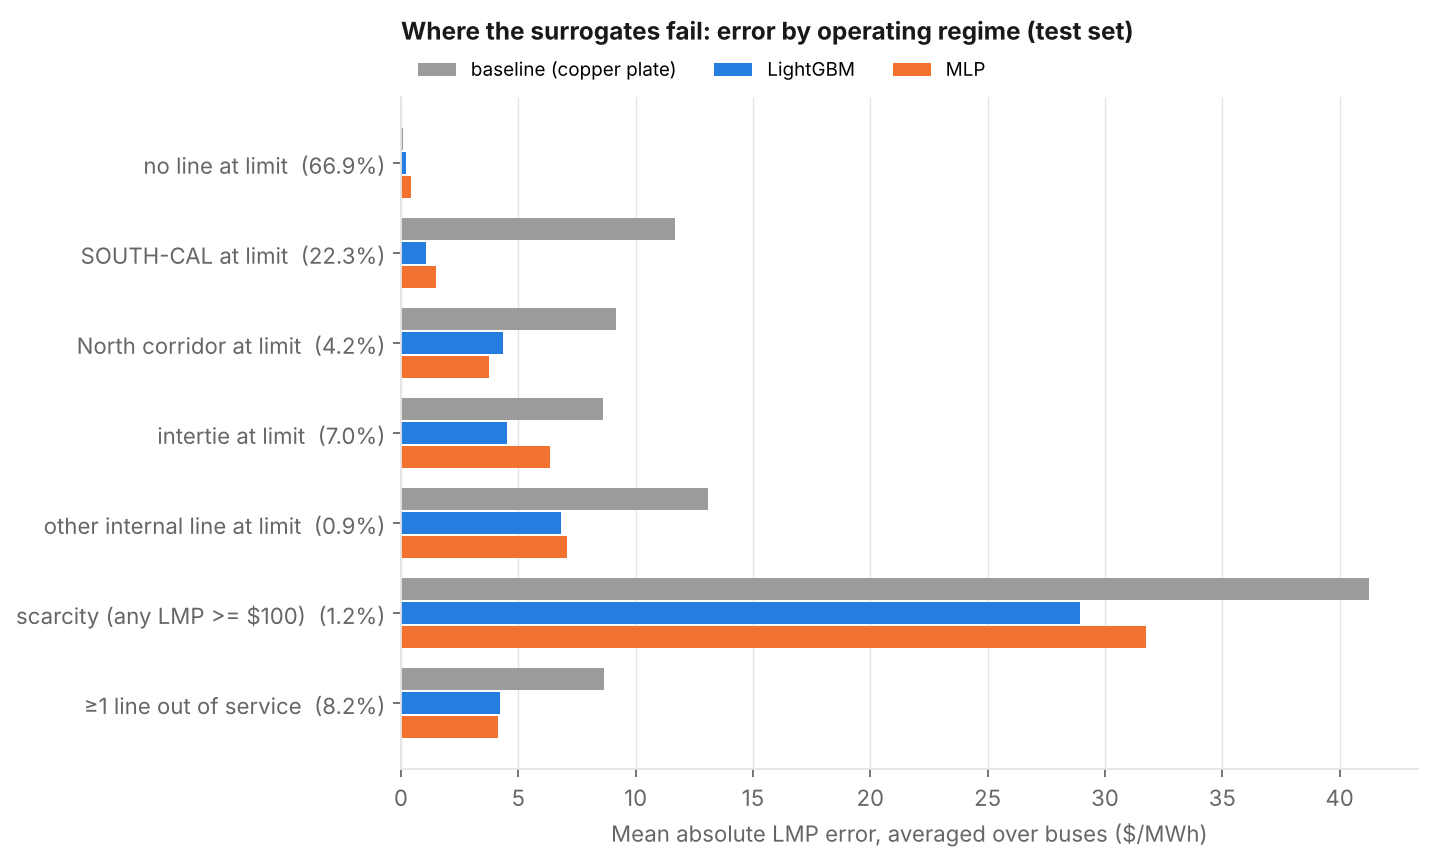 Where the surrogates fail: error by operating regime (test set)
baseline (copper plate) LightGBM MLP
no line at limit (66.9%)
SOUTH-CAL at limit (22.3%)
North corridor at limit (4.2%)
intertie at limit (7.0%)
other internal line at limit (0.9%)
scarcity (any LMP >= $100) (1.2%)
≥1 line out of service (8.2%)
0 5 10 15 20 25 30 35 40
Mean absolute LMP error, averaged over buses ($/MWh)